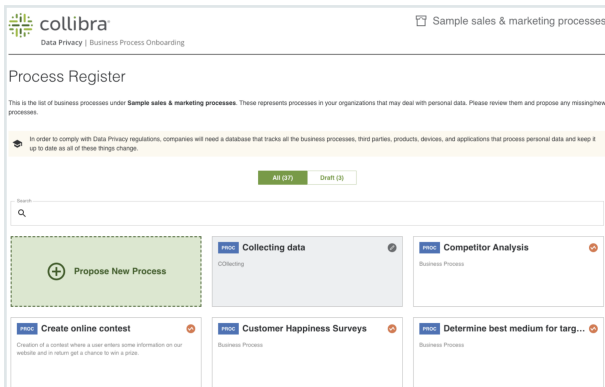 collibra
Sample sales & marketing processes
Data Privacy | Business Process Onboarding
Process Register
This is the list of business processes under Sample sales & marketing processes. These represents processes in your organizations that may deal with personal data. Please review them and propose any missing/new
processes.
In order to comply with Data Privacy regulations, companies will need a database that tracks all the business processes, third parties, products, devices, and applications that process personal data and keep it
up to date as all of these things change.
All (37) Draft (3)
Search
Propose New Process
PROC Collecting data
COllecting
PROC Competitor Analysis
Business Process
PROC Create online contest
Creation of a contest where a user enters some information on our
website and in return get a chance to win a prize.
PROC Customer Happiness Surveys
Business Process
PROC Determine best medium for targ...
Business Process